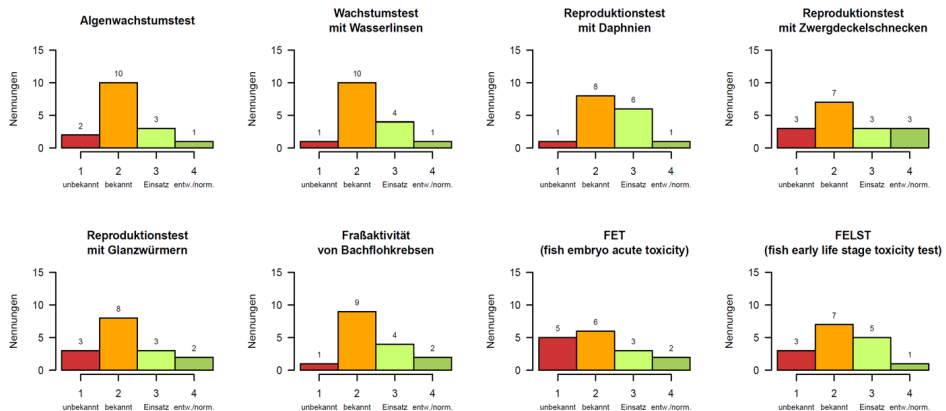 Algenwachstumstest
Nennungen
15
10
5
0
2
10
3
1
1
2
3
4
unbekannt
bekannt
Einsatz
entw./norm.
Wachstumstest
mit Wasserlinsen
Nennungen
15
10
5
0
1
10
4
1
1
2
3
4
unbekannt
bekannt
Einsatz
entw./norm.
Reproduktionstest
mit Daphnien
Nennungen
15
10
5
0
1
8
6
1
1
2
3
4
unbekannt
bekannt
Einsatz
entw./norm.
Reproduktionstest
mit Zwergdeckelschnecken
Nennungen
15
10
5
0
3
7
3
3
1
2
3
4
unbekannt
bekannt
Einsatz
entw./norm.
Reproduktionstest
mit Glanzwürmern
Nennungen
15
10
5
0
3
8
3
2
1
2
3
4
unbekannt
bekannt
Einsatz
entw./norm.
Fraßaktivität
von Bachflohkrebsen
Nennungen
15
10
5
0
1
9
4
2
1
2
3
4
unbekannt
bekannt
Einsatz
entw./norm.
FET
(fish embryo acute toxicity)
Nennungen
15
10
5
0
5
6
3
2
1
2
3
4
unbekannt
bekannt
Einsatz
entw./norm.
FELST
(fish early life stage toxicity test)
Nennungen
15
10
5
0
3
7
5
1
1
2
3
4
unbekannt
bekannt
Einsatz
entw./norm.